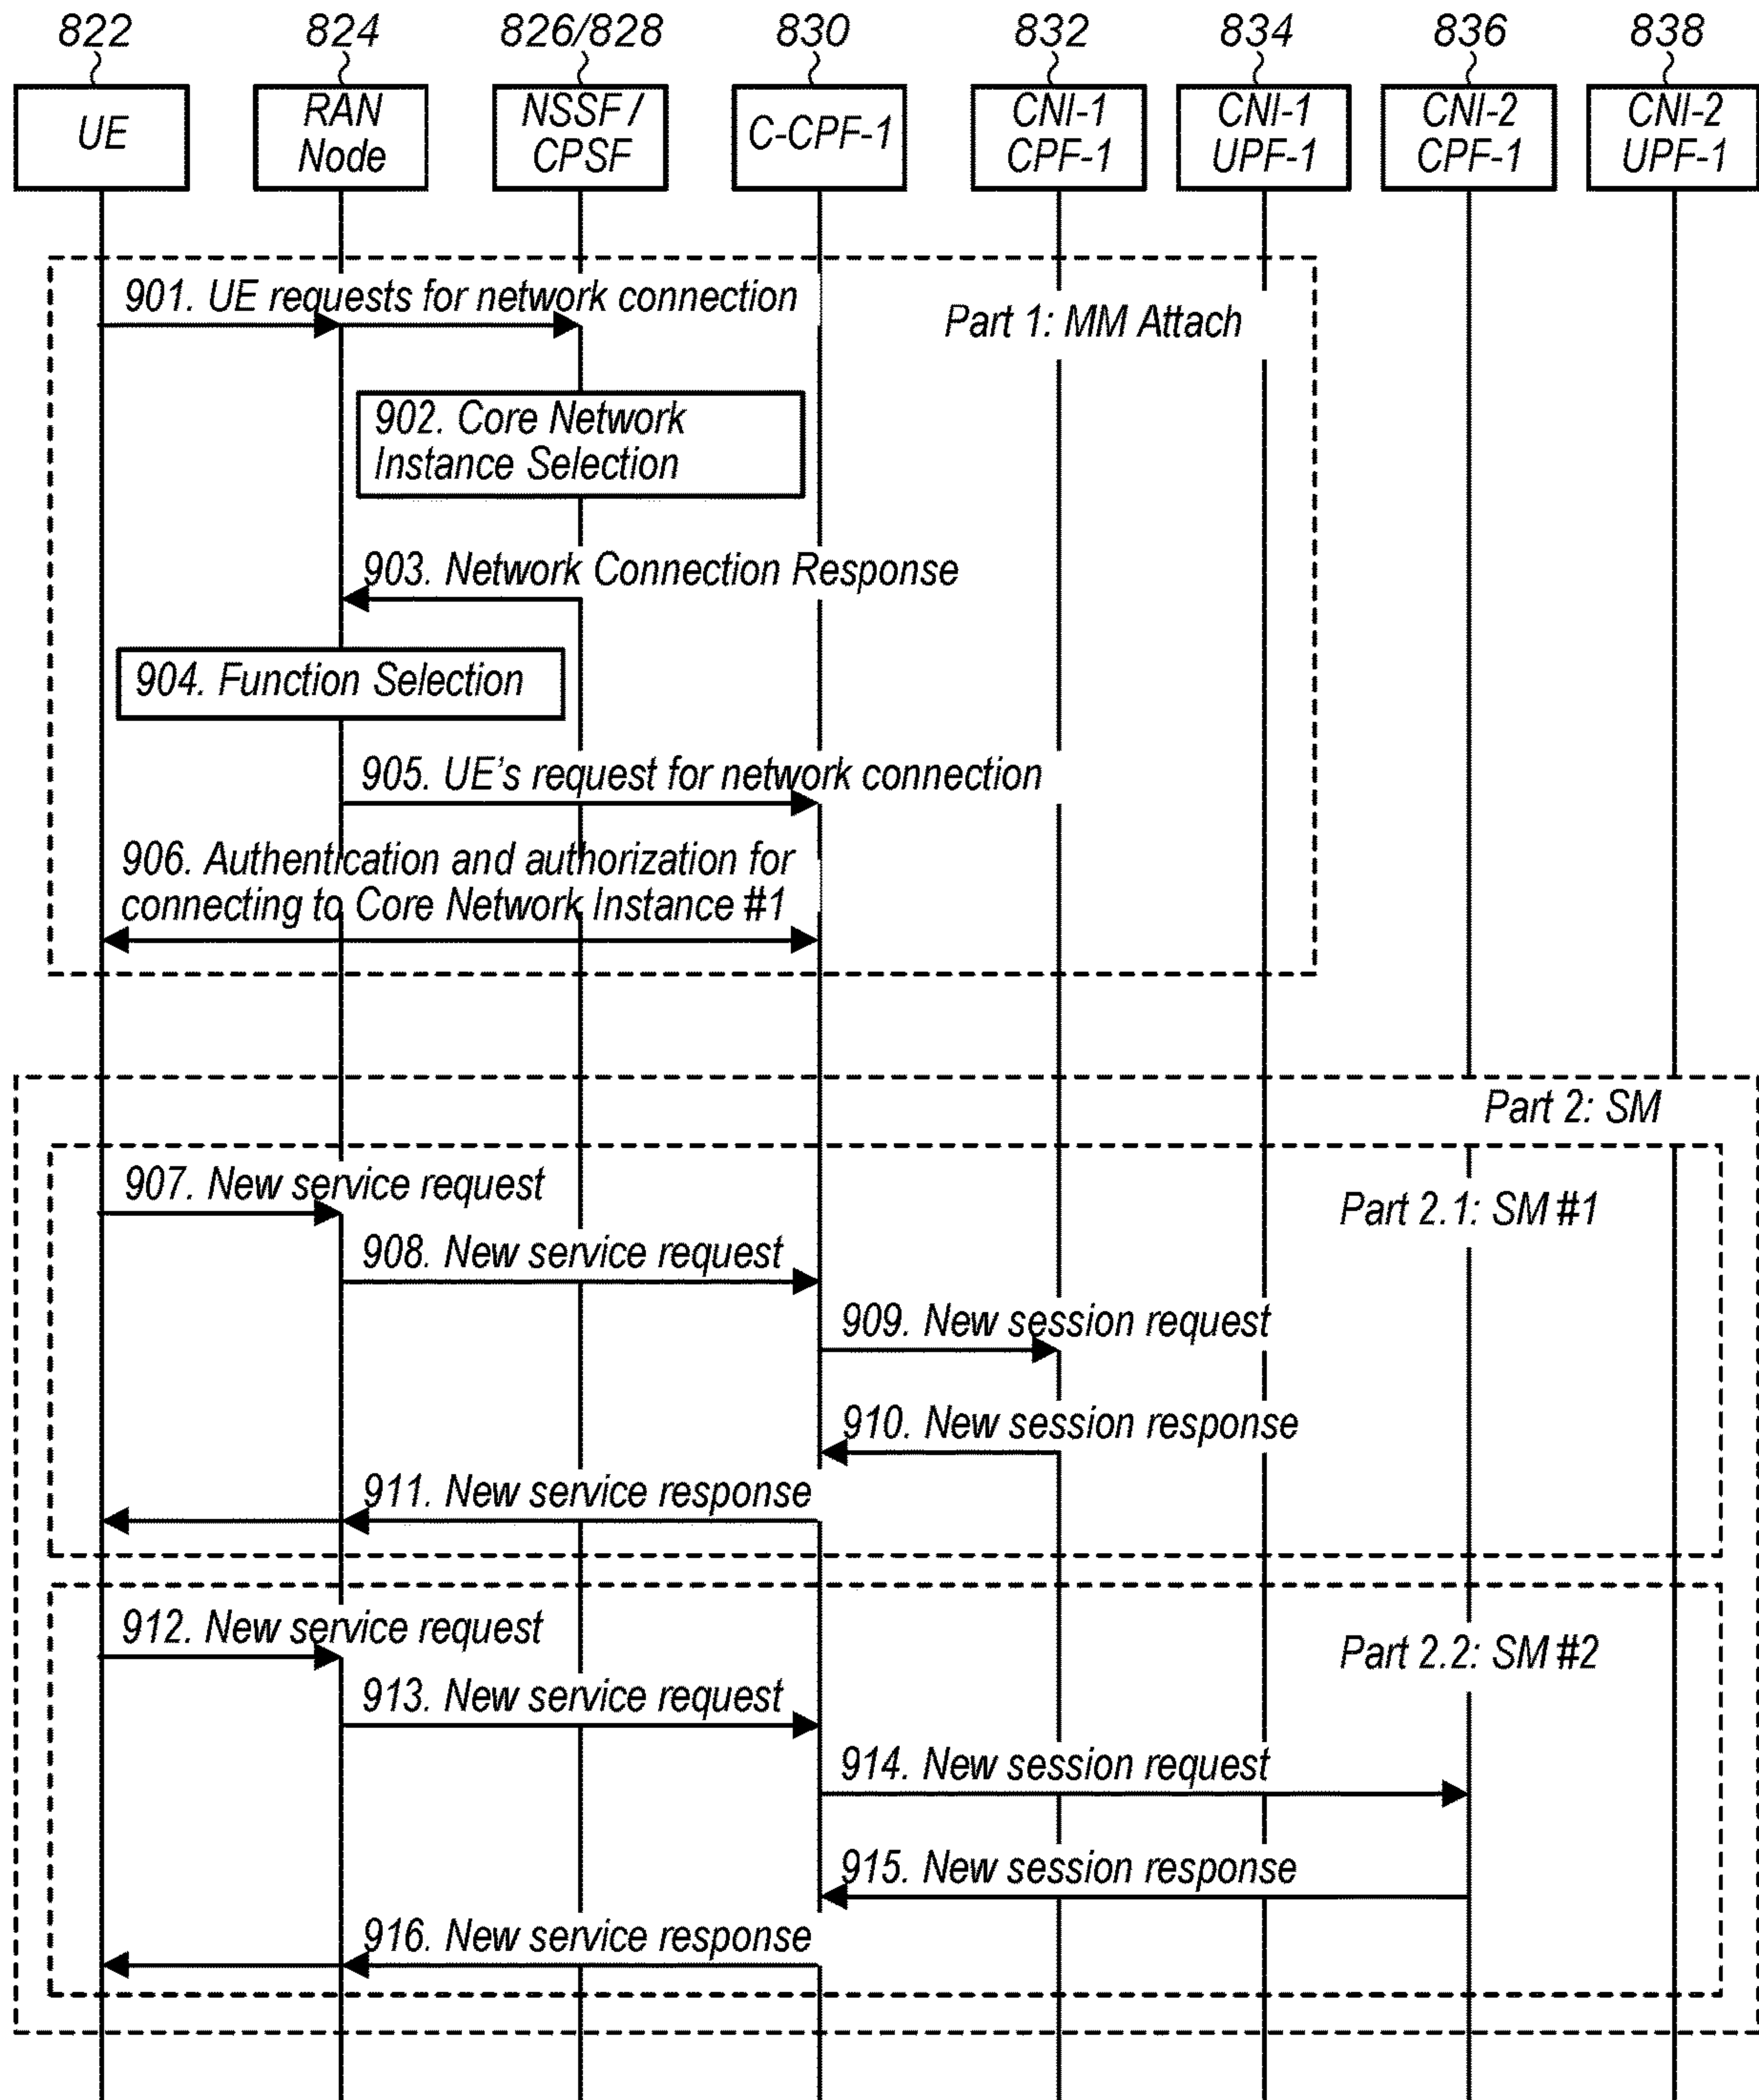 822
824
826/828
830
832
834
836
838
UE
RAN
Node
NSSF /
CPSF
C-CPF-1
CNI-1
CPF-1
CNI-1
UPF-1
CNI-2
CPF-1
CNI-2
UPF-1
901. UE requests for network connection
Part 1: MM Attach
902. Core Network
Instance Selection
903. Network Connection Response
904. Function Selection
905. UE's request for network connection
906. Authentication and authorization for
connecting to Core Network Instance #1
Part 2: SM
907. New service request
Part 2.1: SM #1
908. New service request
909. New session request
910. New session response
911. New service response
912. New service request
Part 2.2: SM #2
913. New service request
914. New session request
915. New session response
916. New service response